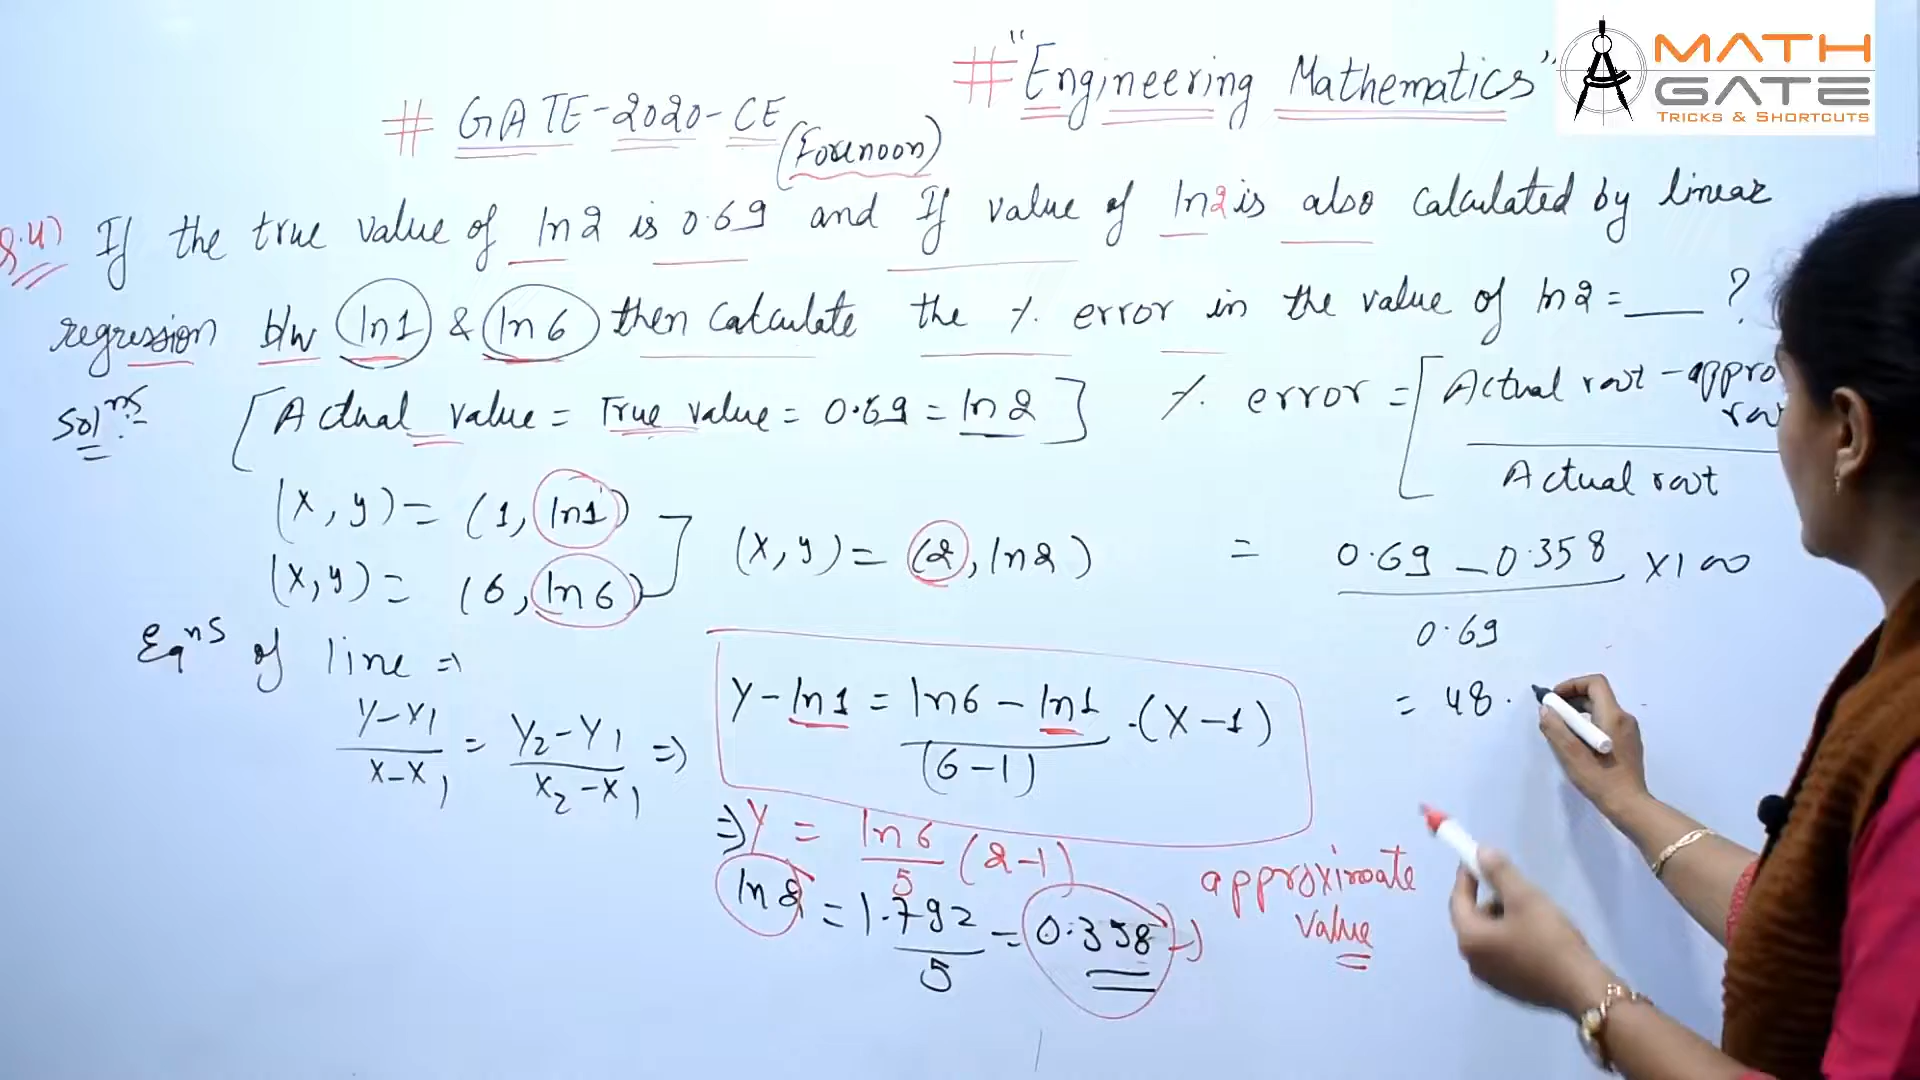 # "Engineering Mathematics"
MATH
GATE
TRICKS & SHORTCUTS
# GATE-2020-CE
(Forenoon)
Q.4) If the true value of ln2 is 0.69 and If value of ln2 is also calculated by linear
regression b/w ln1 & ln6 then calculate the % error in the value of ln2 = ___ ?
Solns:- [Actual value = True value = 0.69 = ln2]
% error = [Actual root - appro
Actual root
(x, y) = (1, ln1)
(x, y) = (6, ln6)
(x, y) = (2, ln2)
= 0.69 - 0.358 / 0.69 x100
= 48.
Eqns of line =>
y-y1 / x-x1 = y2-y1 / x2-x1 =>
y-ln1 = ln6 - ln1 / (6-1) .(x-1)
=> y = ln6 / 5 (2-1)
ln2 = 1.792 / 5 = 0.358 ->
approximate
value